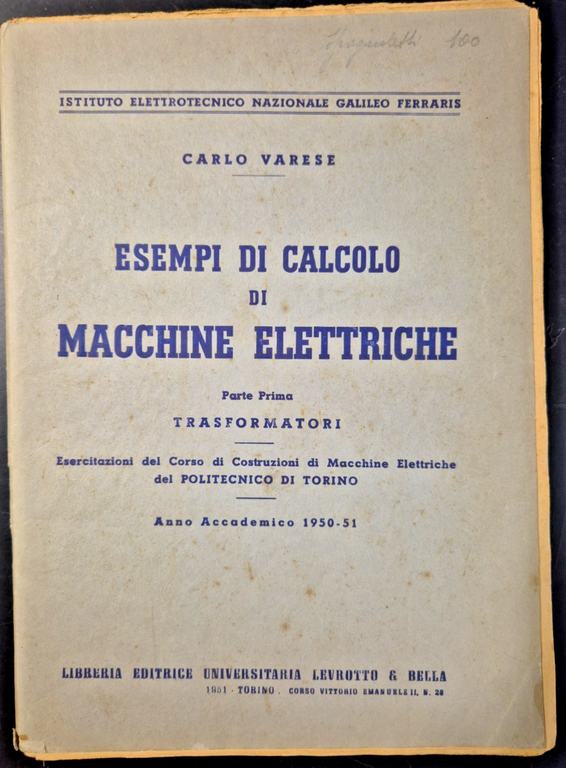 100
ISTITUTO ELETTROTECNICO NAZIONALE GALILEO FERRARIS
CARLO VARESE
ESEMPI DI CALCOLO
DI
MACCHINE ELETTRICHE
Parte Prima
TRASFORMATORI
Esercitazioni del Corso di Costruzioni di Macchine Elettriche
del POLITECNICO DI TORINO
Anno Accademico 1950-51
LIBRERIA EDITRICE UNIVERSITARIA LEVROTTO & BELLA
1951 - TORINO . CORSO VITTORIO EMANUELE II, N. 28